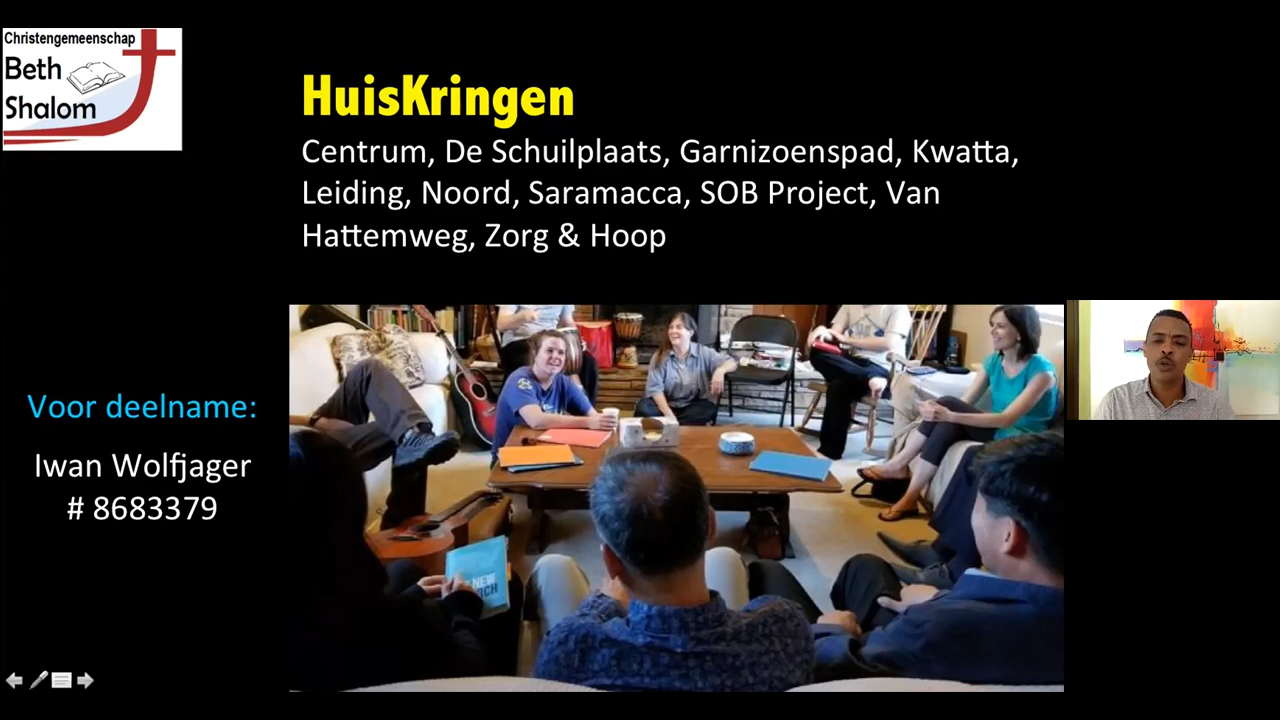 Christengemeenschap
Beth
Shalom
HuisKringen
Centrum, De Schuilplaats, Garnizoenspad, Kwatta,
Leiding, Noord, Saramacca, SOB Project, Van
Hattemweg, Zorg & Hoop
Voor deelname:
Iwan Wolfjager
# 8683379
NEW